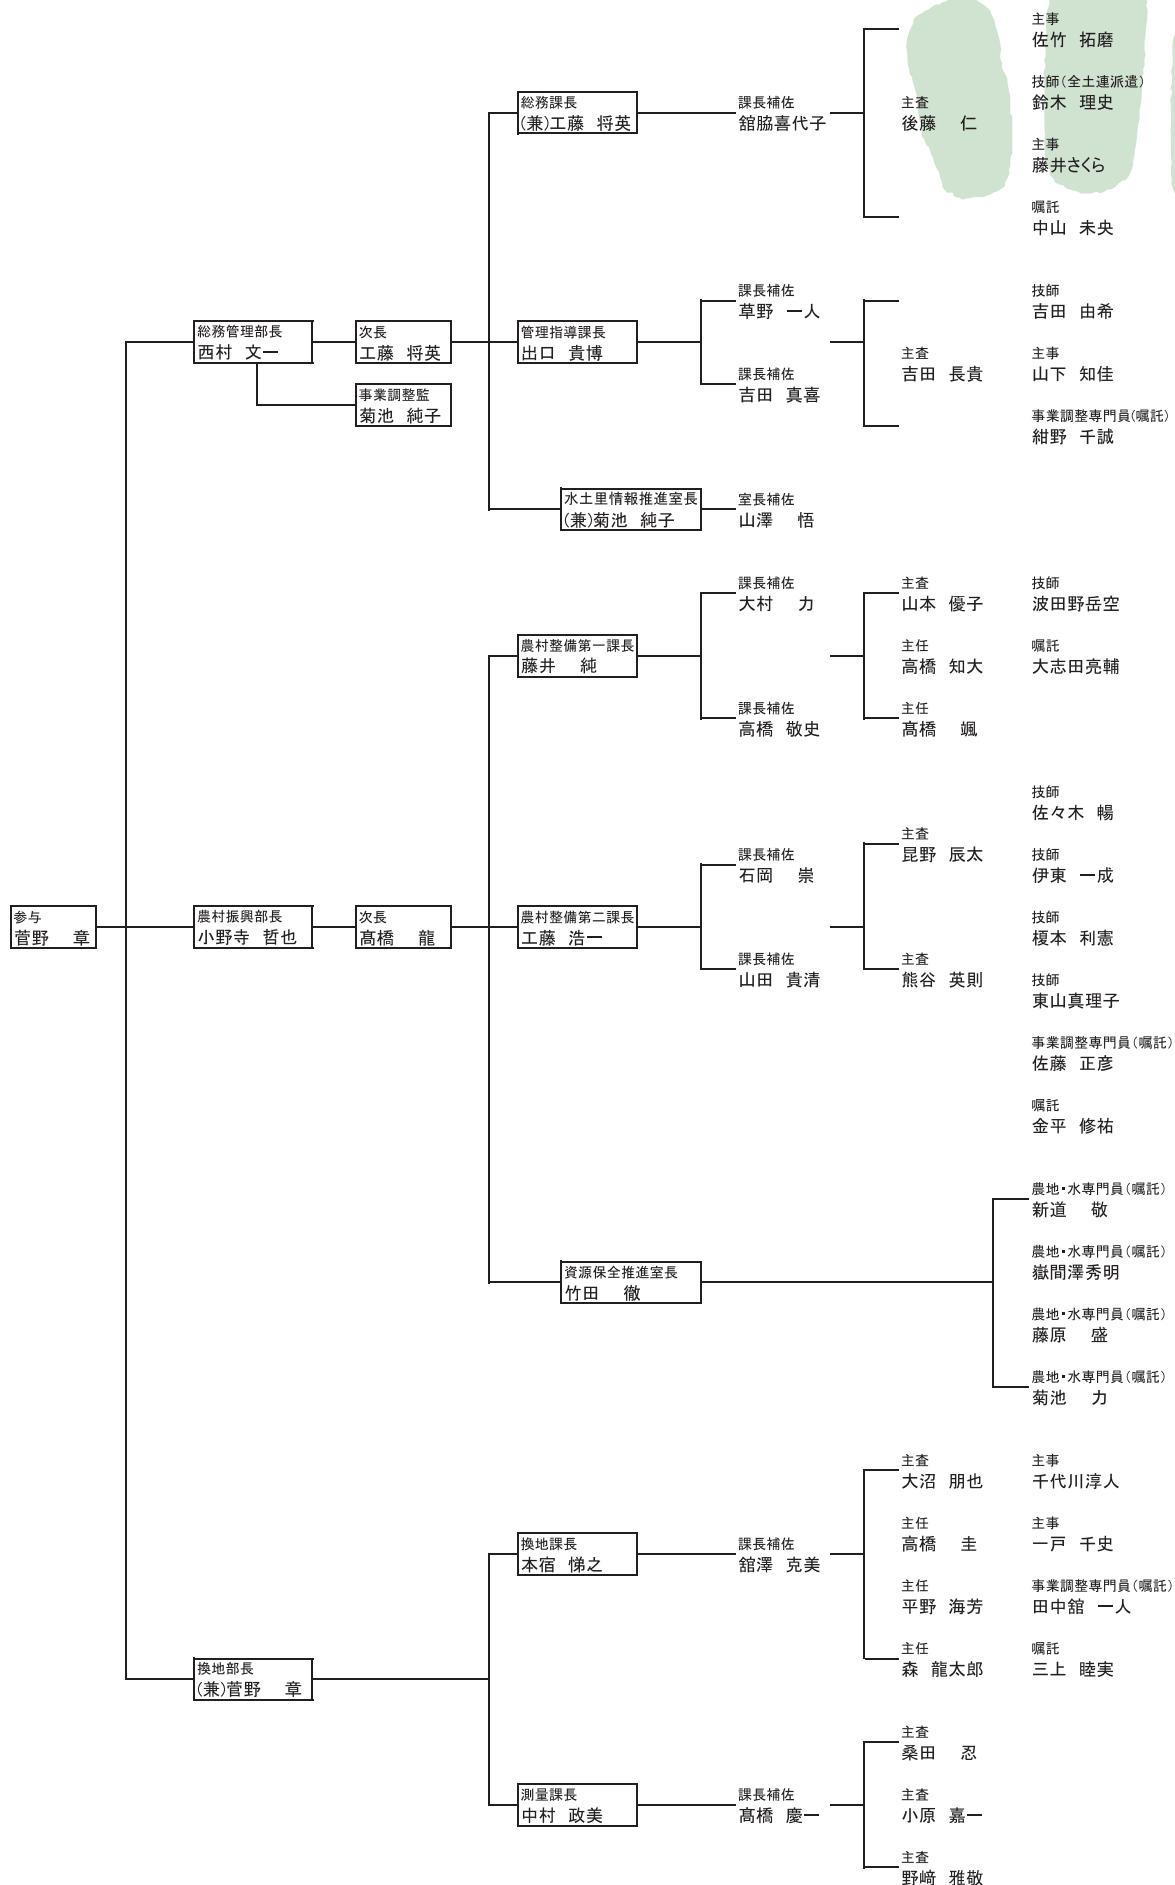 参与
菅野　章
総務管理部長
西村 文一
次長
工藤 将英
事業調整監
菊池 純子
総務課長
(兼)工藤 将英
課長補佐
舘脇喜代子
主査
後藤　仁
主事
佐竹 拓磨
技師(全土連派遣)
鈴木 理史
主事
藤井さくら
嘱託
中山 未央
管理指導課長
出口 貴博
課長補佐
草野 一人
課長補佐
吉田 真喜
主査
吉田 長貴
技師
吉田 由希
主事
山下 知佳
事業調整専門員(嘱託)
紺野 千誠
水土里情報推進室長
(兼)菊池 純子
室長補佐
山澤　悟
農村振興部長
小野寺 哲也
次長
髙橋　龍
農村整備第一課長
藤井　純
課長補佐
大村　力
課長補佐
高橋 敬史
主査
山本 優子
主任
高橋 知大
主任
髙橋　颯
技師
波田野岳空
嘱託
大志田亮輔
農村整備第二課長
工藤 浩一
課長補佐
石岡　崇
課長補佐
山田 貴清
主査
昆野 辰太
主査
熊谷 英則
技師
佐々木 暢
技師
伊東 一成
技師
榎本 利憲
技師
東山真理子
事業調整専門員(嘱託)
佐藤 正彦
嘱託
金平 修祐
資源保全推進室長
竹田　徹
農地・水専門員(嘱託)
新道　敬
農地・水専門員(嘱託)
嶽間澤秀明
農地・水専門員(嘱託)
藤原　盛
農地・水専門員(嘱託)
菊池　力
換地部長
(兼)菅野　章
換地課長
本宿 悌之
課長補佐
舘澤 克美
主査
大沼 朋也
主任
高橋　圭
主任
平野 海芳
主任
森 龍太郎
主事
千代川淳人
主事
一戸 千史
事業調整専門員(嘱託)
田中舘 一人
嘱託
三上 睦実
測量課長
中村 政美
課長補佐
髙橋 慶一
主査
桑田　忍
主査
小原 嘉一
主査
野﨑 雅敬